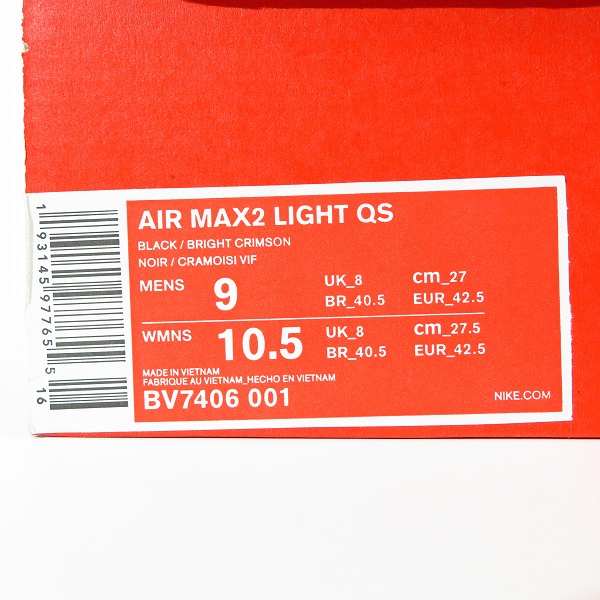 AIR MAX2 LIGHT QS
BLACK / BRIGHT CRIMSON
NOIR / CRAMOISI VIF
MENS 9 UK_8 cm_27
BR_40.5 EUR_42.5
WMNS 10.5 UK_8 cm_27.5
BR_40.5 EUR_42.5
MADE IN VIETNAM
FABRIQUE AU VIETNAM_HECHO EN VIETNAM
BV7406 001
NIKE.COM
1 93145 97765 5
16